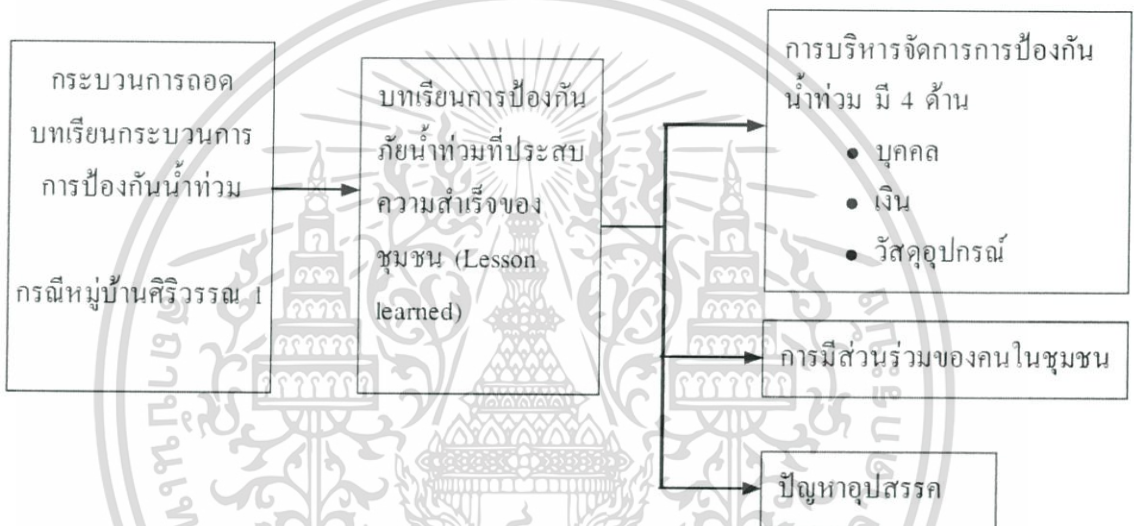 กระบวนการถอด
บทเรียนกระบวนการ
การป้องกันน้ำท่วม
กรณีหมู่บ้านศิริวรรณ 1
บทเรียนการป้องกัน
ภัยน้ำท่วมที่ประสบ
ความสำเร็จของ
ชุมชน (Lesson
learned)
การบริหารจัดการการป้องกัน
น้ำท่วม มี 4 ด้าน
• บุคคล
• เงิน
• วัสดุอุปกรณ์
การมีส่วนร่วมของคนในชุมชน
ปัญหาอุปสรรค